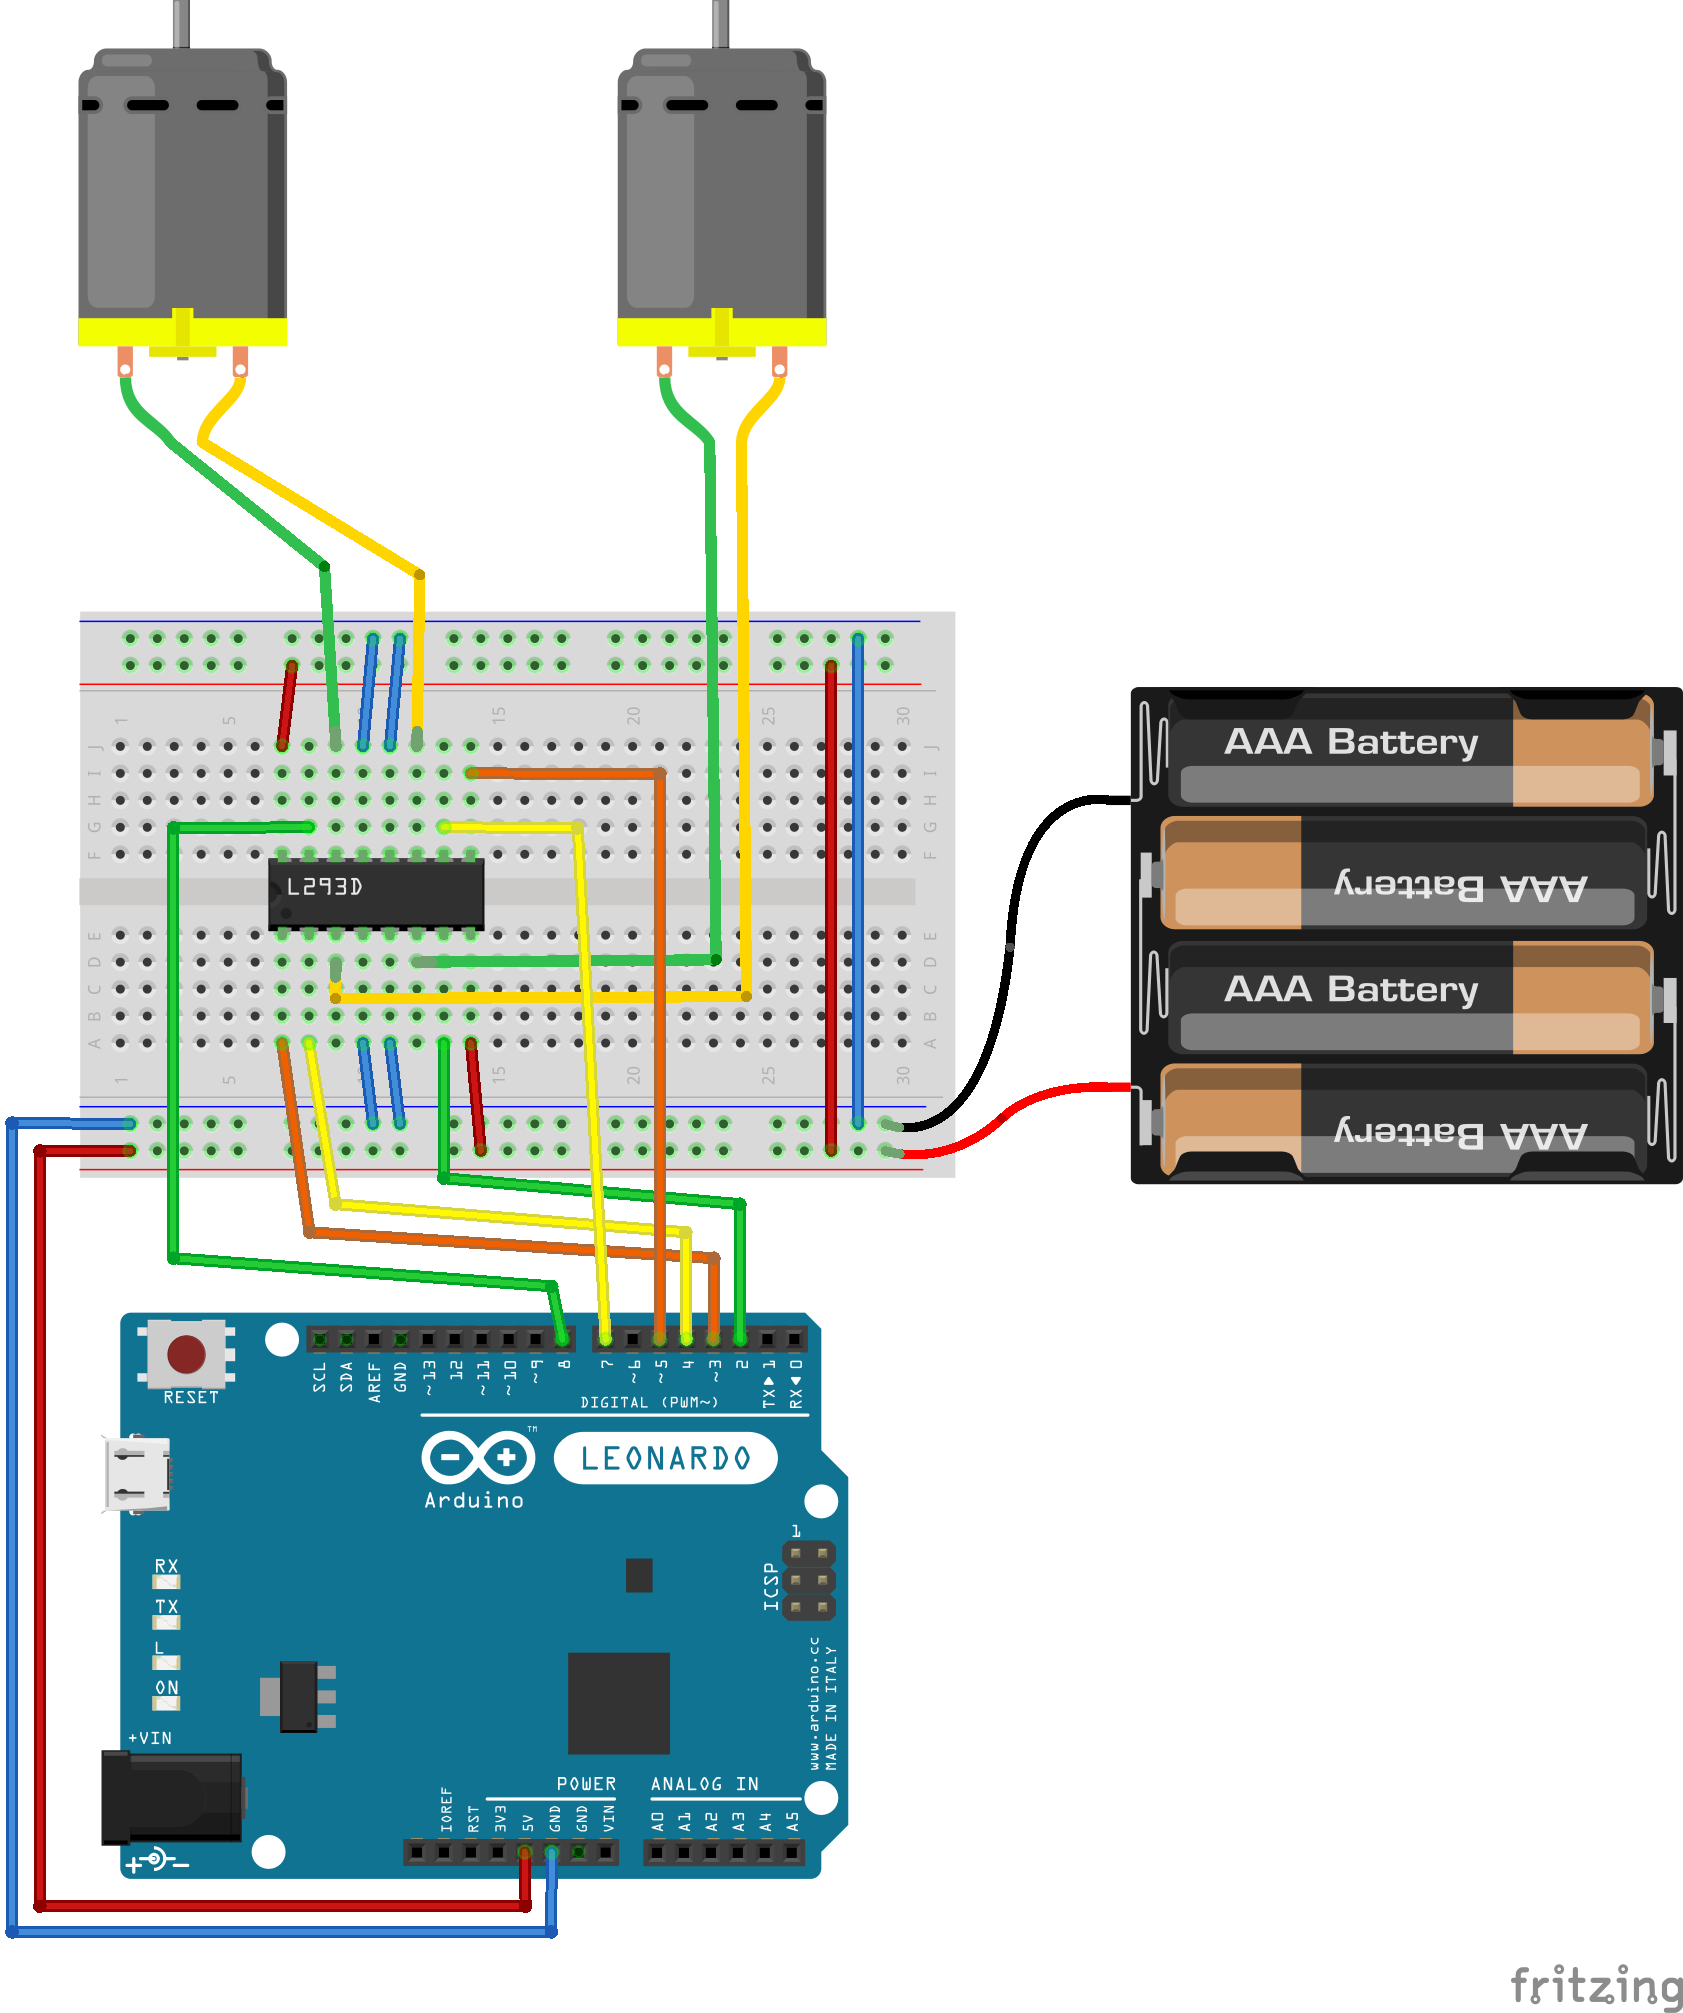 1 5 15 20 25 30
J J
I I
H H
G G
F F
L293D
E E
D D
C C
B B
A A
1 5 15 20 25 30
AAA Battery
AAA Battery
AAA Battery
AAA Battery
RESET
SCL SDA AREF GND ~13 12 ~11 ~10 ~9 8 7 ~6 ~5 4 ~3 2 TX▶1 RX◀0
DIGITAL (PWM~)
TM
LEONARDO
Arduino
1
ICSP
RX
TX
L
ON
www.arduino.cc
MADE IN ITALY
+VIN
POWER ANALOG IN
IOREF RST 3V3 5V GND GND VIN A0 A1 A2 A3 A4 A5
+ -
fritzing